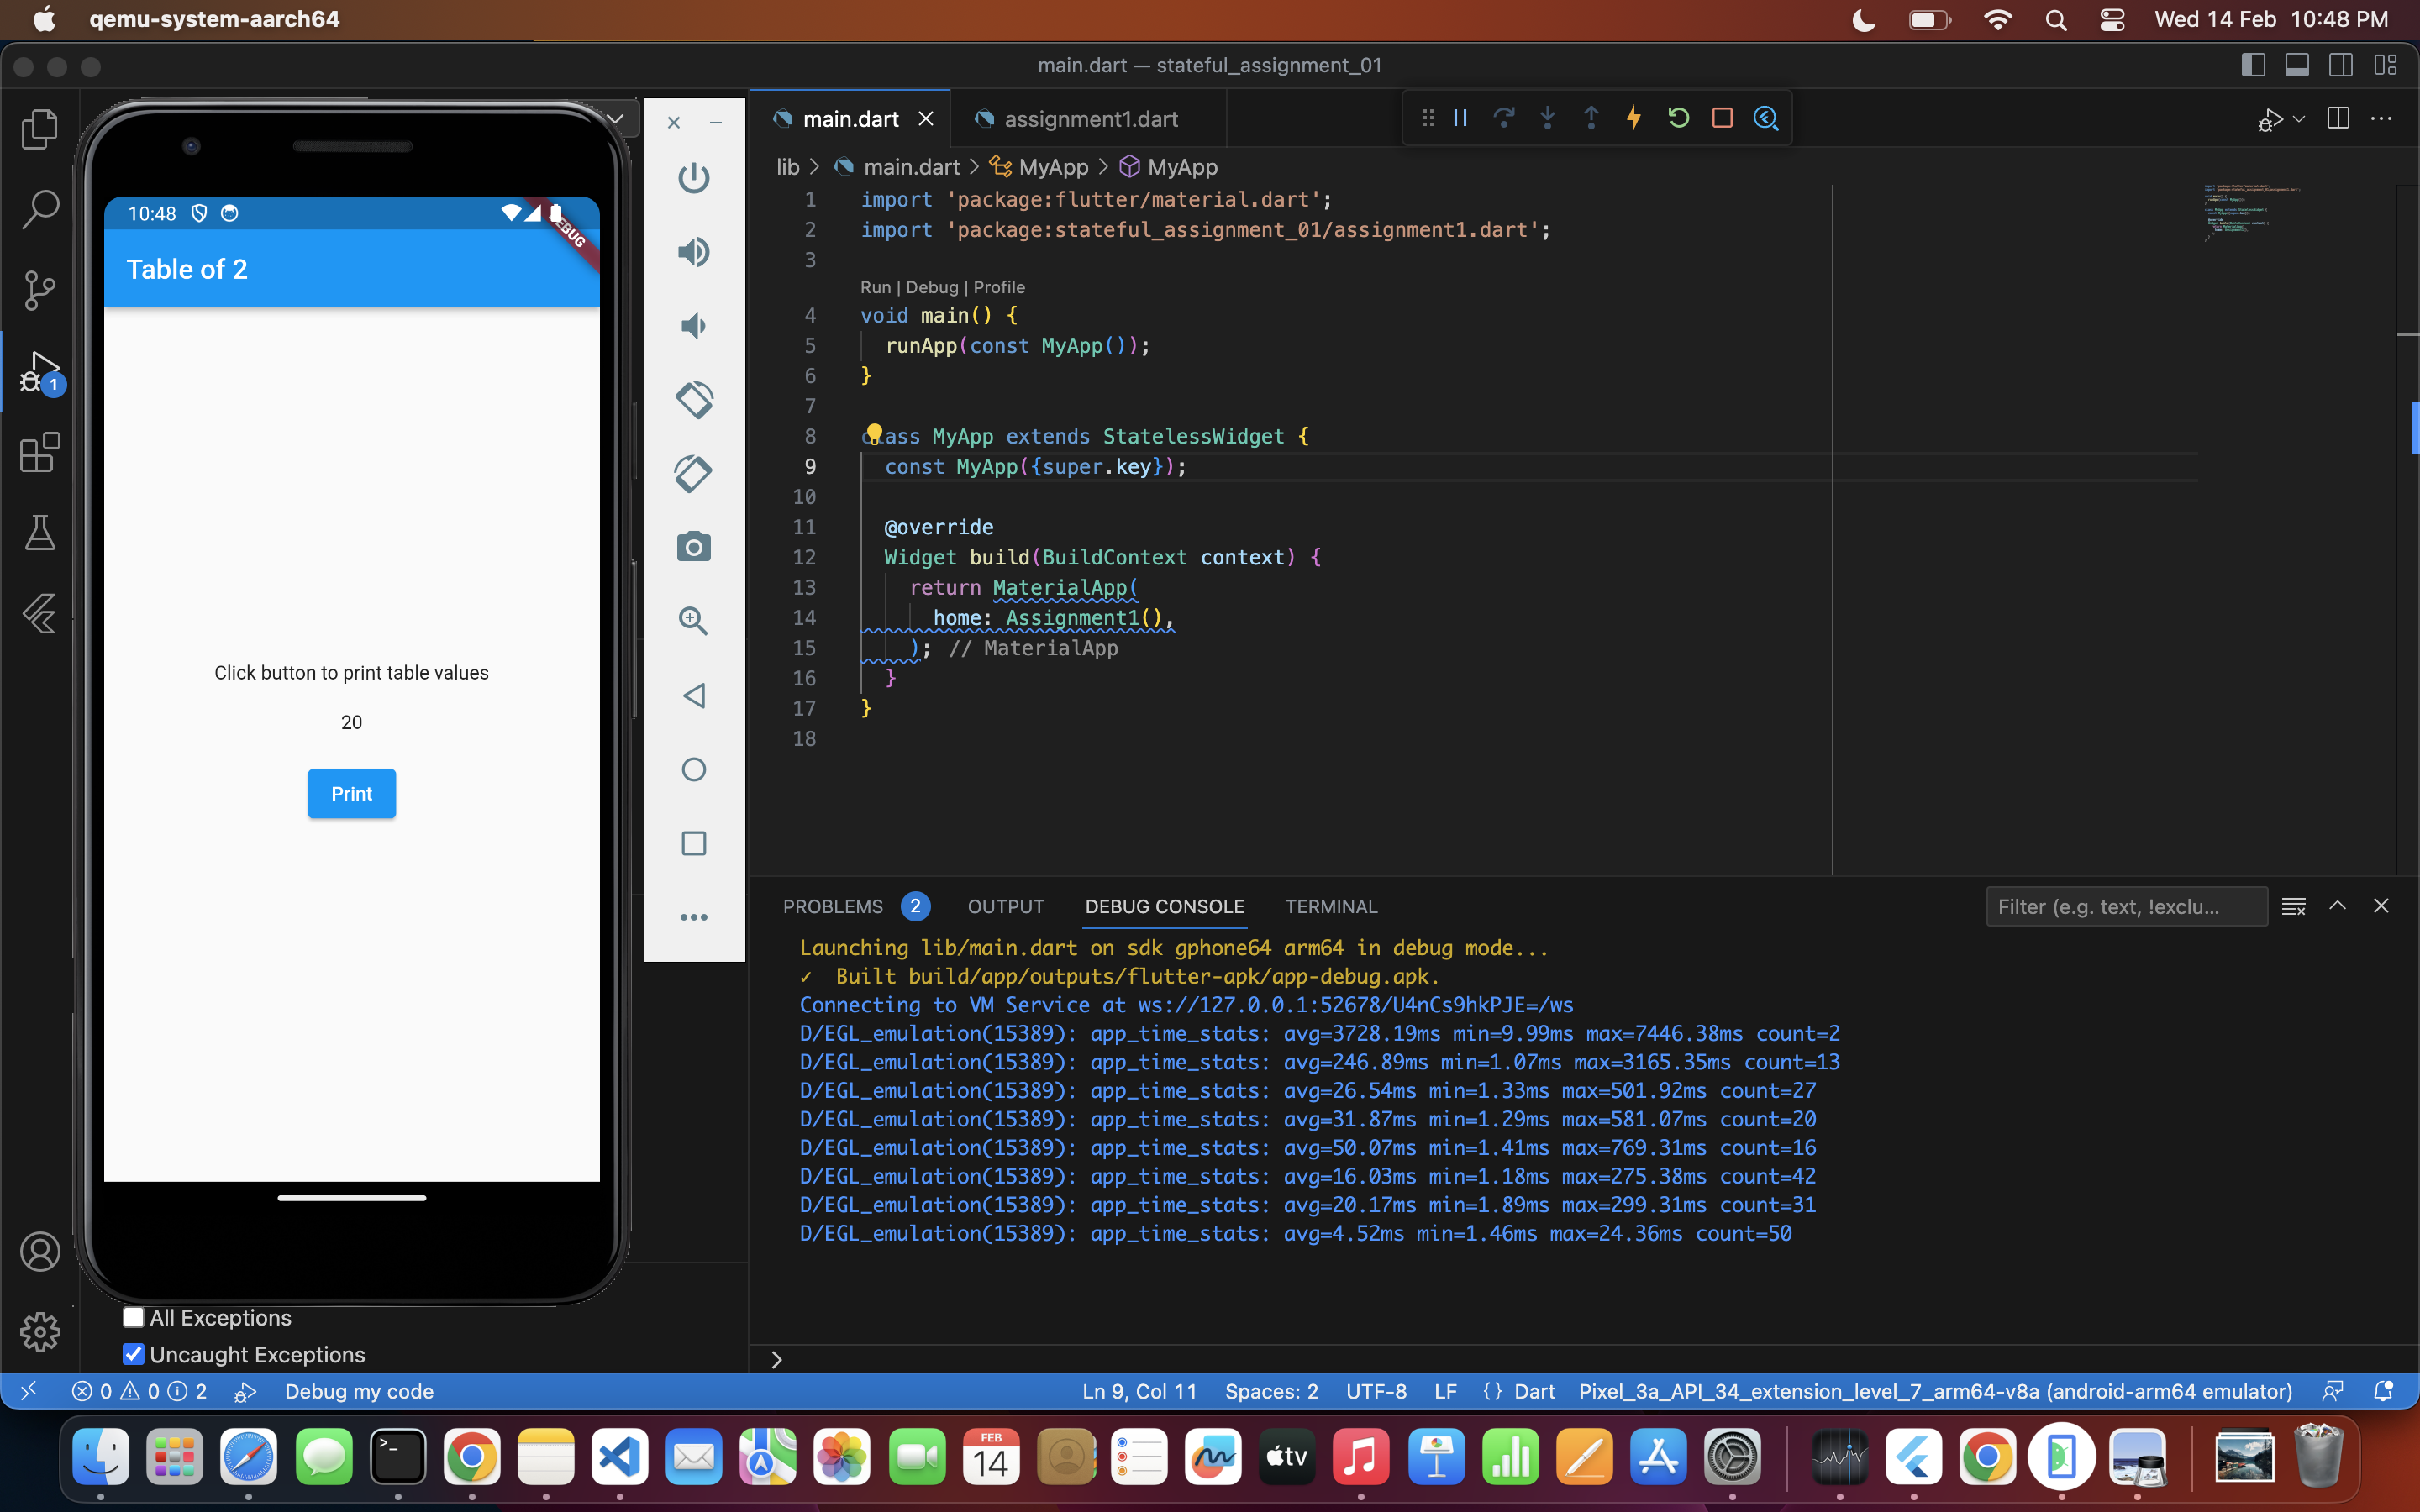 qemu-system-aarch64
Wed 14 Feb 10:48 PM
main.dart — stateful_assignment_01
main.dart
assignment1.dart
lib > main.dart > MyApp > MyApp
1 import 'package:flutter/material.dart';
2 import 'package:stateful_assignment_01/assignment1.dart';
3
Run | Debug | Profile
4 void main() {
5 runApp(const MyApp());
6 }
7
8 class MyApp extends StatelessWidget {
9 const MyApp({super.key});
10
11 @override
12 Widget build(BuildContext context) {
13 return MaterialApp(
14 home: Assignment1(),
15 ); // MaterialApp
16 }
17 }
18
10:48
DEBUG
Table of 2
Click button to print table values
20
Print
1
PROBLEMS 2 OUTPUT DEBUG CONSOLE TERMINAL
Filter (e.g. text, !exclu...
Launching lib/main.dart on sdk gphone64 arm64 in debug mode...
✓ Built build/app/outputs/flutter-apk/app-debug.apk.
Connecting to VM Service at ws://127.0.0.1:52678/U4nCs9hkPJE=/ws
D/EGL_emulation(15389): app_time_stats: avg=3728.19ms min=9.99ms max=7446.38ms count=2
D/EGL_emulation(15389): app_time_stats: avg=246.89ms min=1.07ms max=3165.35ms count=13
D/EGL_emulation(15389): app_time_stats: avg=26.54ms min=1.33ms max=501.92ms count=27
D/EGL_emulation(15389): app_time_stats: avg=31.87ms min=1.29ms max=581.07ms count=20
D/EGL_emulation(15389): app_time_stats: avg=50.07ms min=1.41ms max=769.31ms count=16
D/EGL_emulation(15389): app_time_stats: avg=16.03ms min=1.18ms max=275.38ms count=42
D/EGL_emulation(15389): app_time_stats: avg=20.17ms min=1.89ms max=299.31ms count=31
D/EGL_emulation(15389): app_time_stats: avg=4.52ms min=1.46ms max=24.36ms count=50
All Exceptions
Uncaught Exceptions
0 0 2 Debug my code
Ln 9, Col 11 Spaces: 2 UTF-8 LF {} Dart Pixel_3a_API_34_extension_level_7_arm64-v8a (android-arm64 emulator)
FEB
14
tv